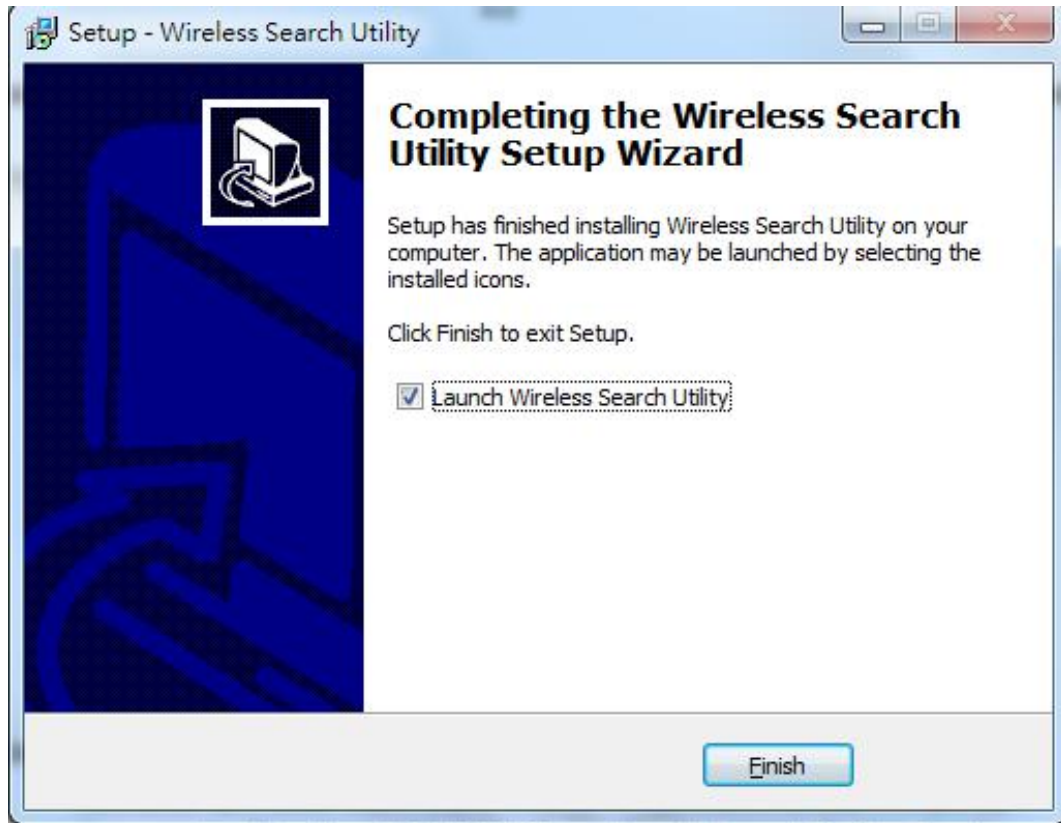 Setup - Wireless Search Utility
Completing the Wireless Search
Utility Setup Wizard
Setup has finished installing Wireless Search Utility on your
computer. The application may be launched by selecting the
installed icons.
Click Finish to exit Setup.
Launch Wireless Search Utility
Finish